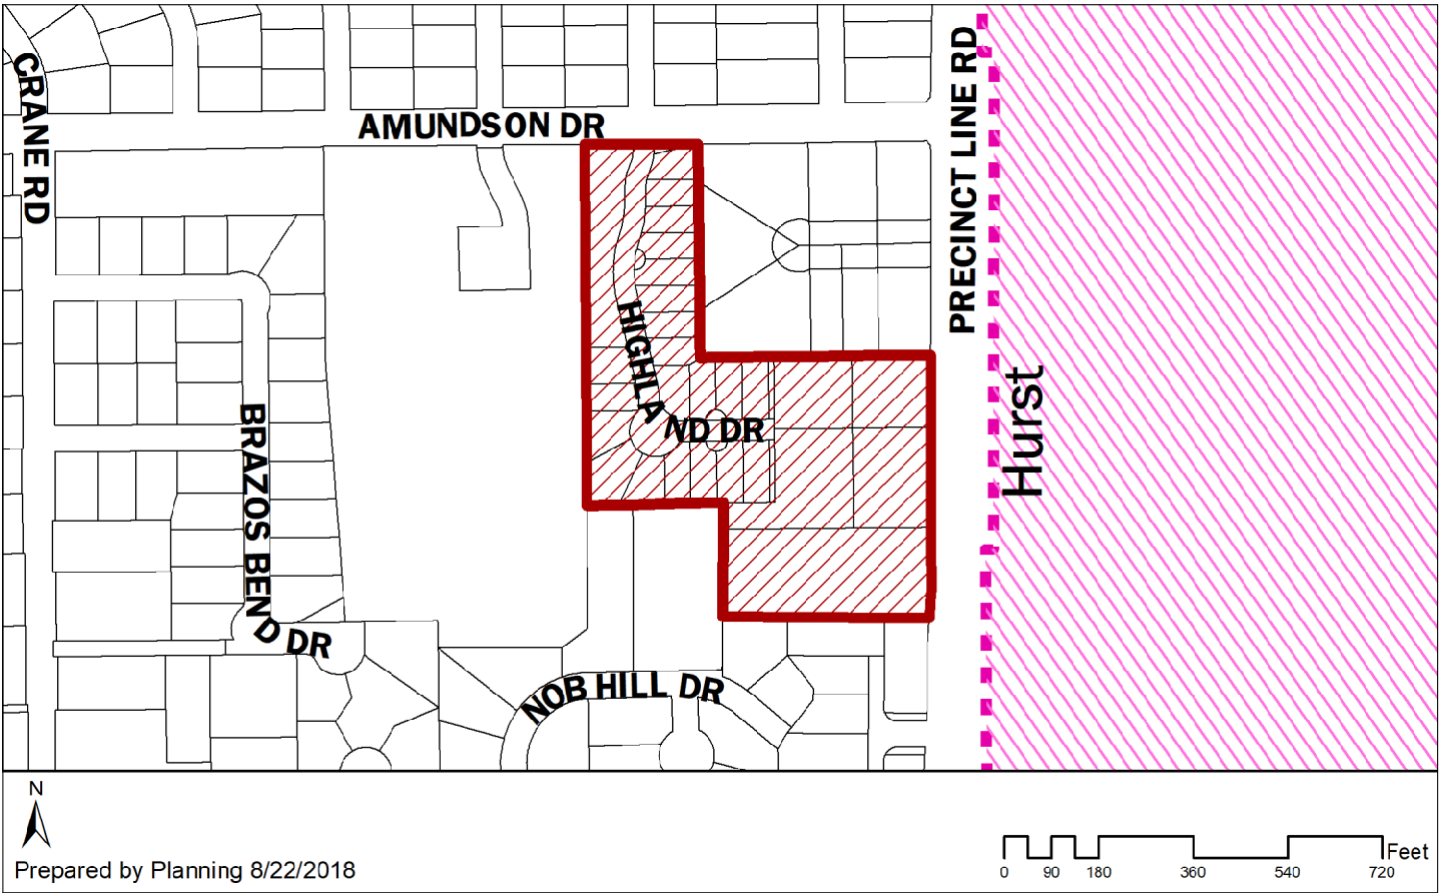 CRANE RD
AMUNDSON DR
PRECINCT LINE RD
HIGHLAND DR
Hurst
BRAZOS BEND DR
NOB HILL DR
N
Prepared by Planning 8/22/2018
0 90 180 360 540 720 Feet